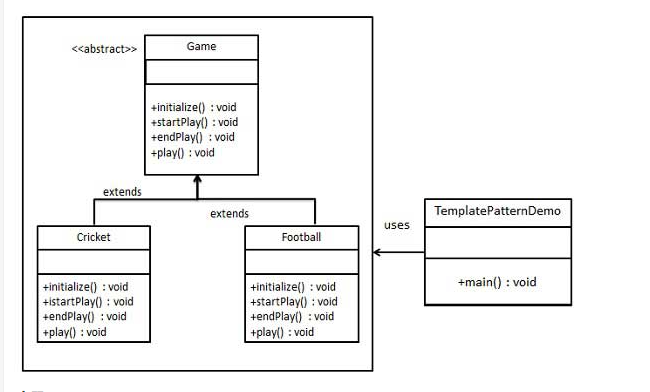 <<abstract>>
Game
+initialize() : void
+startPlay() : void
+endPlay() : void
+play() : void
extends
extends
Cricket
+initialize() : void
+istartPlay() : void
+endPlay() : void
+play() : void
Football
+initialize() : void
+startPlay() : void
+endPlay() : void
+play() : void
uses
TemplatePatternDemo
+main() : void